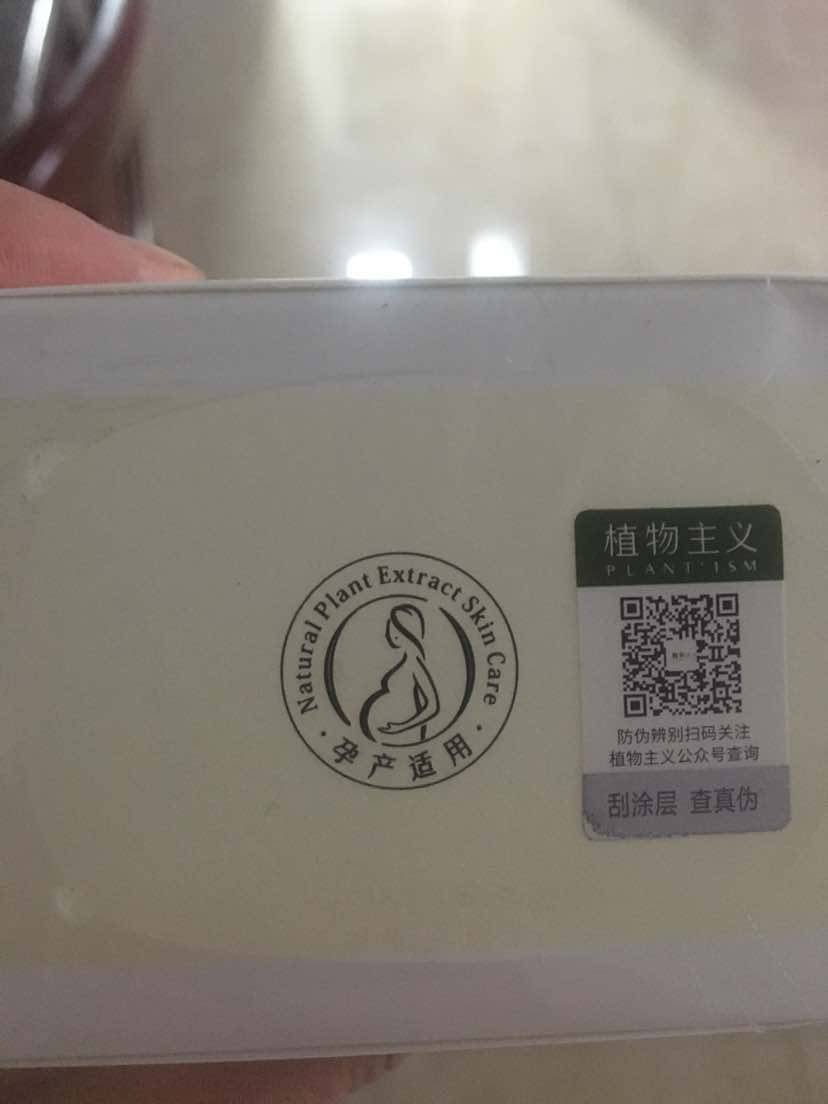 Natural Plant Extract Skin Care
·孕产适用·
植物主义
PLANT'ISM
防伪辨别扫码关注
植物主义公众号查询
刮涂层 查真伪